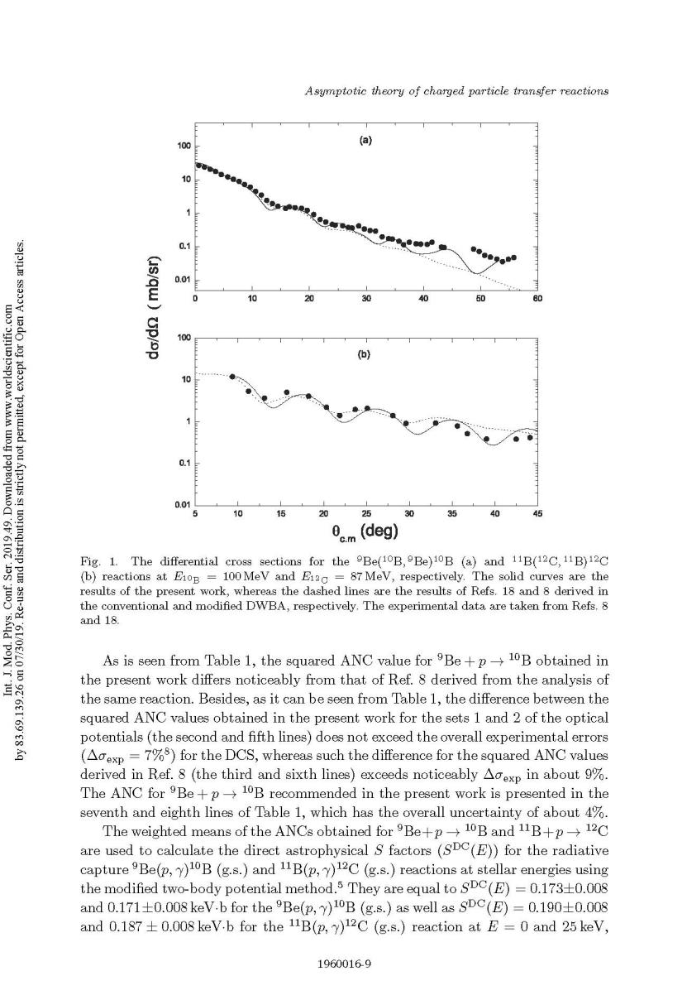 Asymptotic theory of charged particle transfer reactions
(a)
100
10
1
0.1
0.01
0 10 20 30 40 50 60
dσ/dΩ ( mb/sr)
(b)
100
10
1
0.1
0.01
5 10 15 20 25 30 35 40 45
θc.m (deg)
Fig. 1. The differential cross sections for the ⁹Be(¹⁰B, ⁹Be)¹⁰B (a) and ¹¹B(¹²C, ¹¹B)¹²C
(b) reactions at E₁₀B = 100 MeV and E₁₂C = 87 MeV, respectively. The solid curves are the
results of the present work, whereas the dashed lines are the results of Refs. 18 and 8 derived in
the conventional and modified DWBA, respectively. The experimental data are taken from Refs. 8
and 18.
As is seen from Table 1, the squared ANC value for ⁹Be + p → ¹⁰B obtained in
the present work differs noticeably from that of Ref. 8 derived from the analysis of
the same reaction. Besides, as it can be seen from Table 1, the difference between the
squared ANC values obtained in the present work for the sets 1 and 2 of the optical
potentials (the second and fifth lines) does not exceed the overall experimental errors
(Δσexp = 7%⁸) for the DCS, whereas such the difference for the squared ANC values
derived in Ref. 8 (the third and sixth lines) exceeds noticeably Δσexp in about 9%.
The ANC for ⁹Be + p → ¹⁰B recommended in the present work is presented in the
seventh and eighth lines of Table 1, which has the overall uncertainty of about 4%.
The weighted means of the ANCs obtained for ⁹Be+p → ¹⁰B and ¹¹B+p → ¹²C
are used to calculate the direct astrophysical S factors (Sᴰᶜ(E)) for the radiative
capture ⁹Be(p, γ)¹⁰B (g.s.) and ¹¹B(p, γ)¹²C (g.s.) reactions at stellar energies using
the modified two-body potential method.⁵ They are equal to Sᴰᶜ(E) = 0.173±0.008
and 0.171±0.008 keV·b for the ⁹Be(p, γ)¹⁰B (g.s.) as well as Sᴰᶜ(E) = 0.190±0.008
and 0.187 ± 0.008 keV·b for the ¹¹B(p, γ)¹²C (g.s.) reaction at E = 0 and 25 keV,
1960016-9
Int. J. Mod. Phys. Conf. Ser. 2019.49. Downloaded from www.worldscientific.com
by 83.69.139.26 on 07/30/19. Re-use and distribution is strictly not permitted, except for Open Access articles.